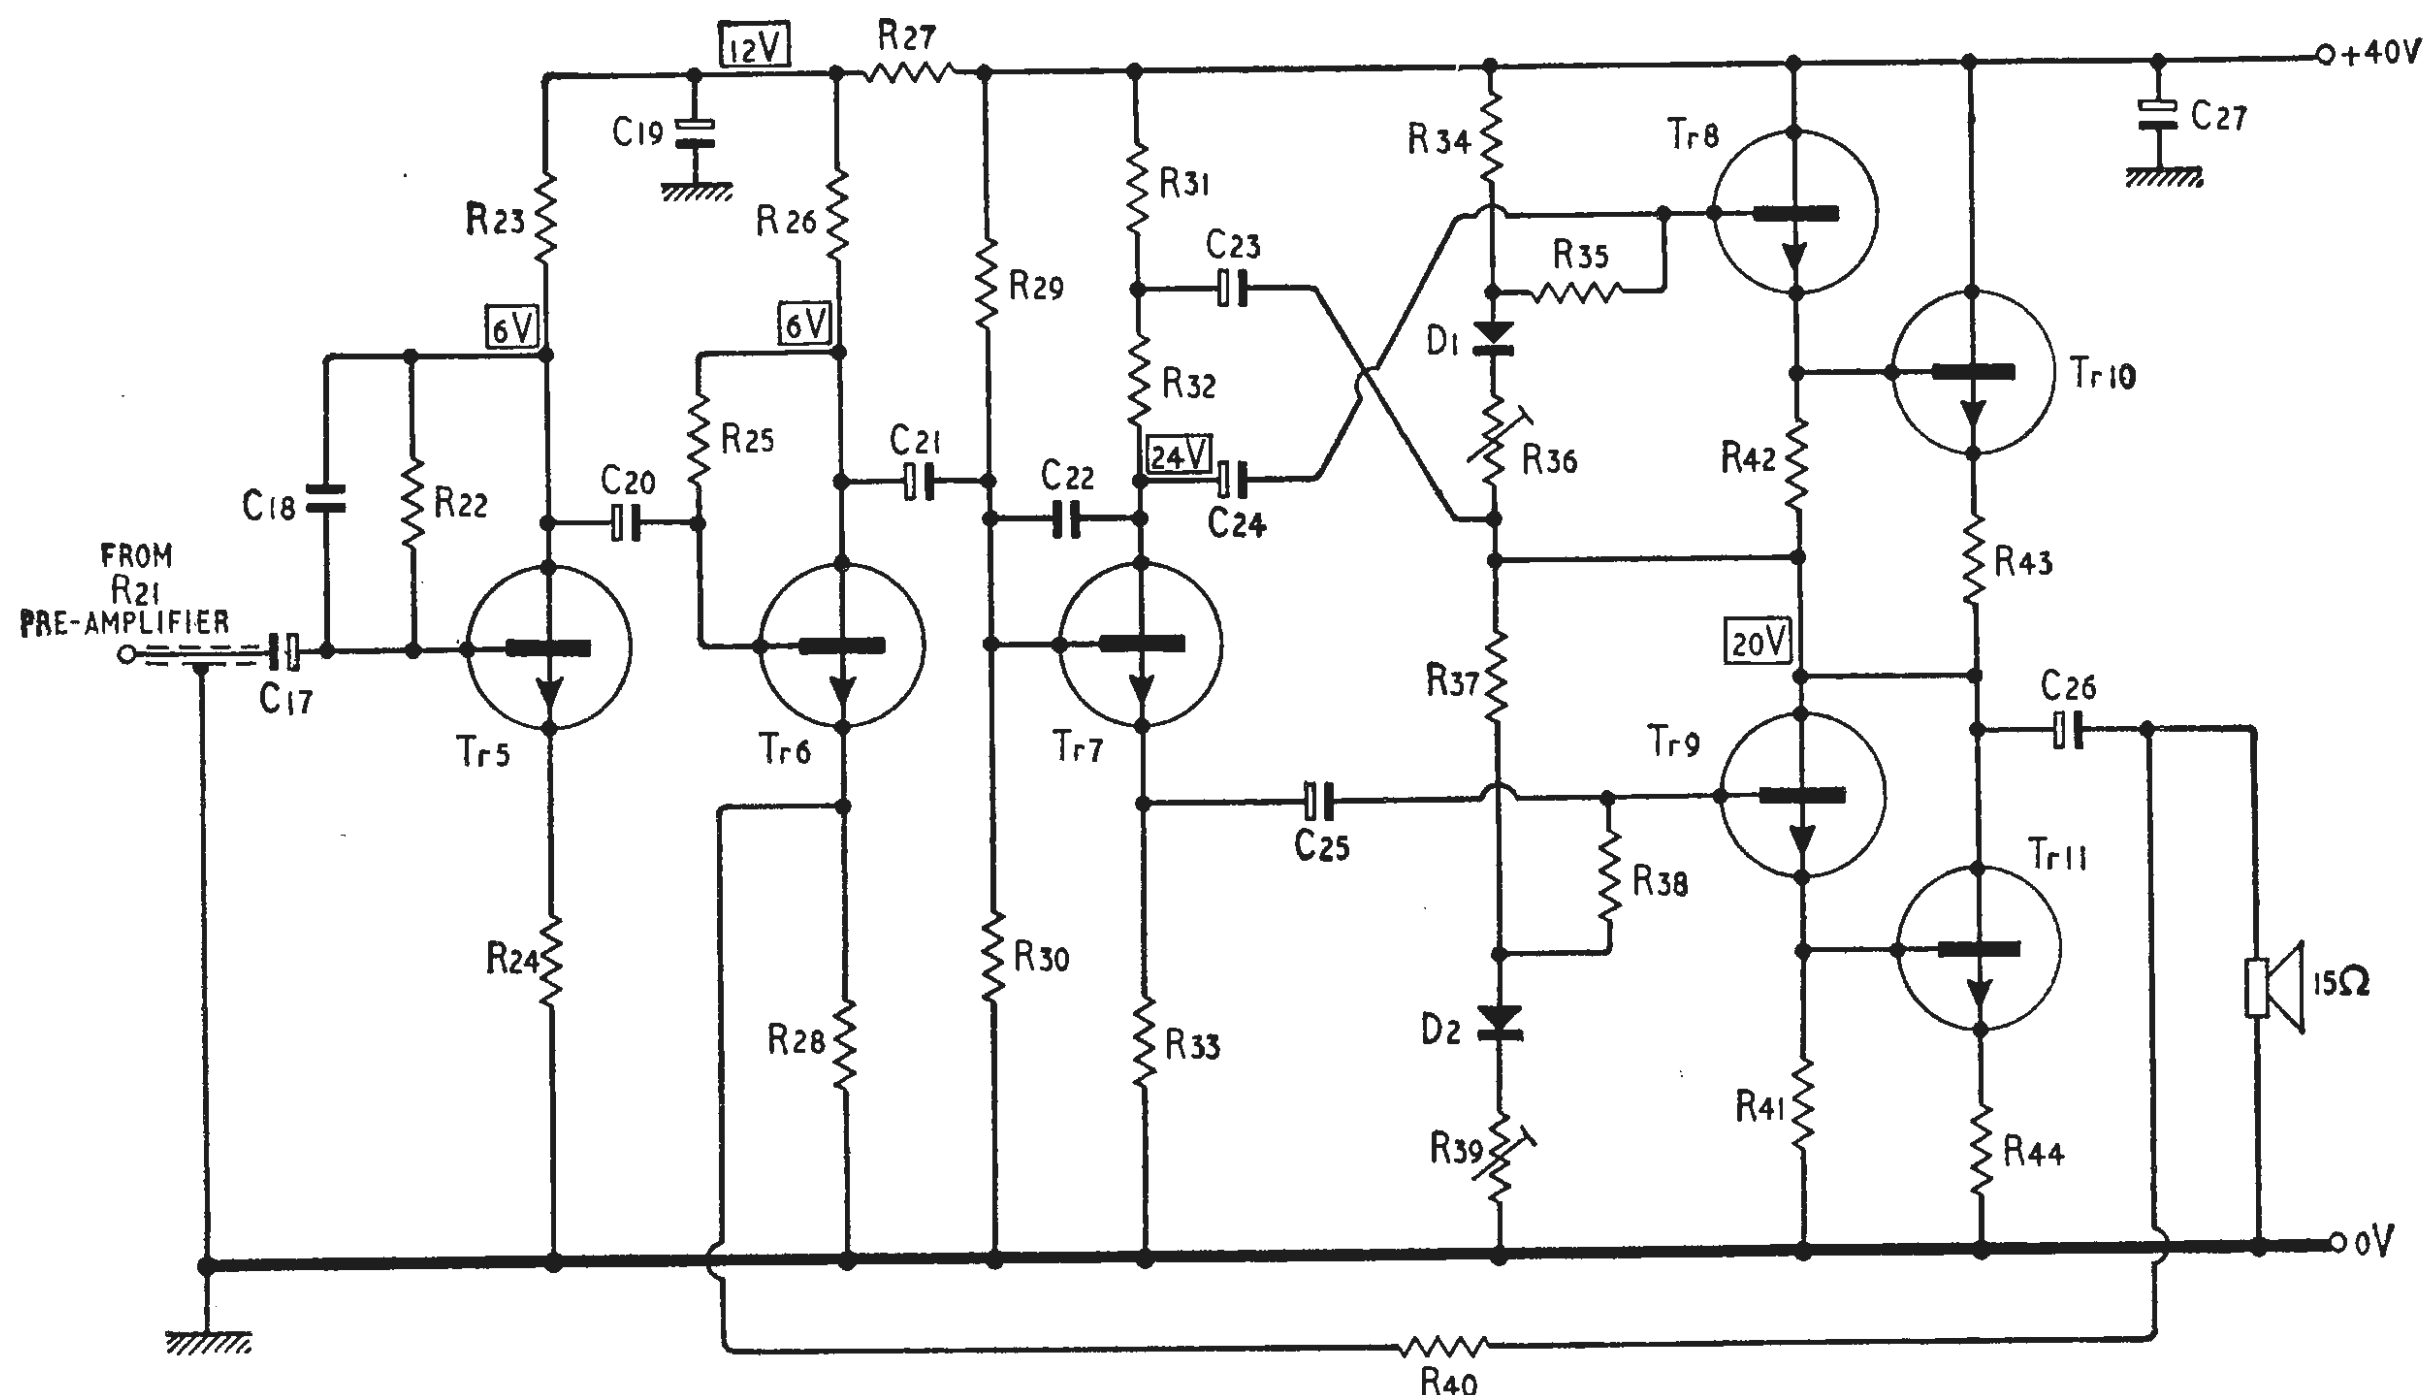 12V
R27
+40V
C19
R34
Tr8
C27
R23
R26
R31
C23
R35
R29
6V
6V
D1
R32
Tr10
R25
C21
24V
R36
R42
C18
R22
C20
C22
C24
FROM
R21
PRE-AMPLIFIER
R43
20V
C17
R37
C26
Tr5
Tr6
Tr7
Tr9
C25
R38
Tr11
R24
R30
15Ω
R28
R33
D2
R41
R39
R44
0V
R40